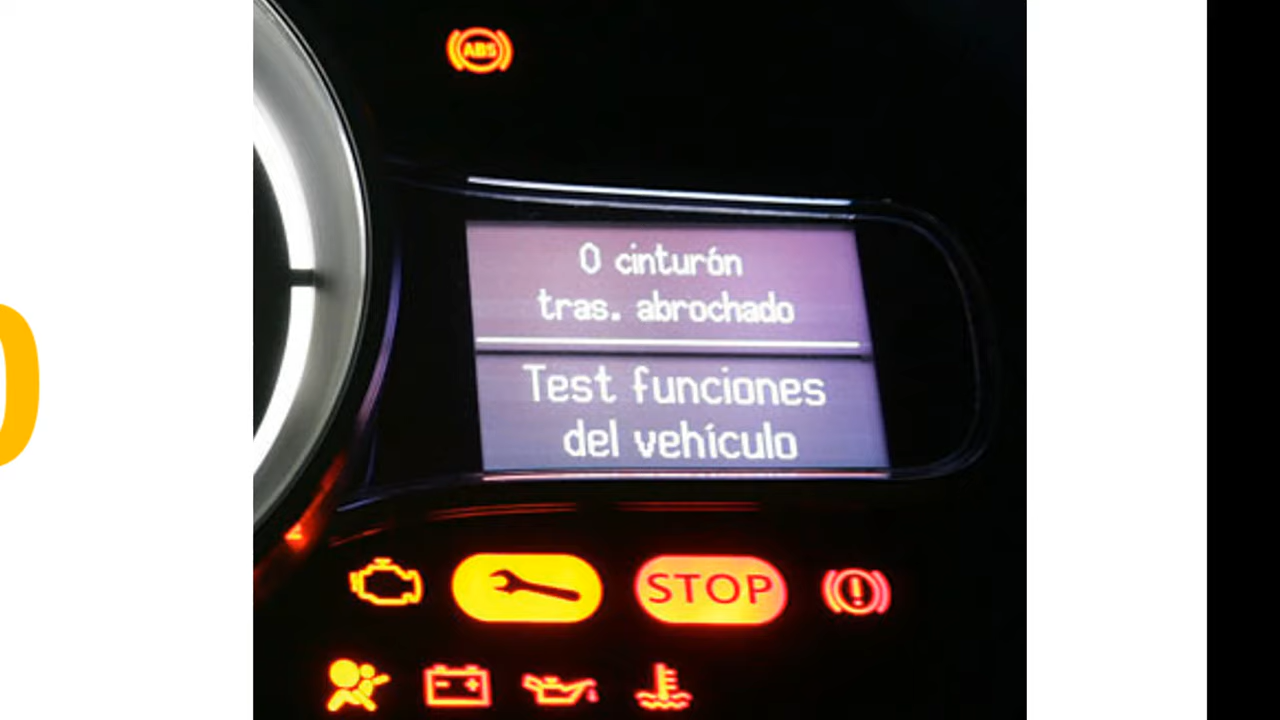 ABS
0 cinturón
tras. abrochado
Test funciones
del vehículo
STOP